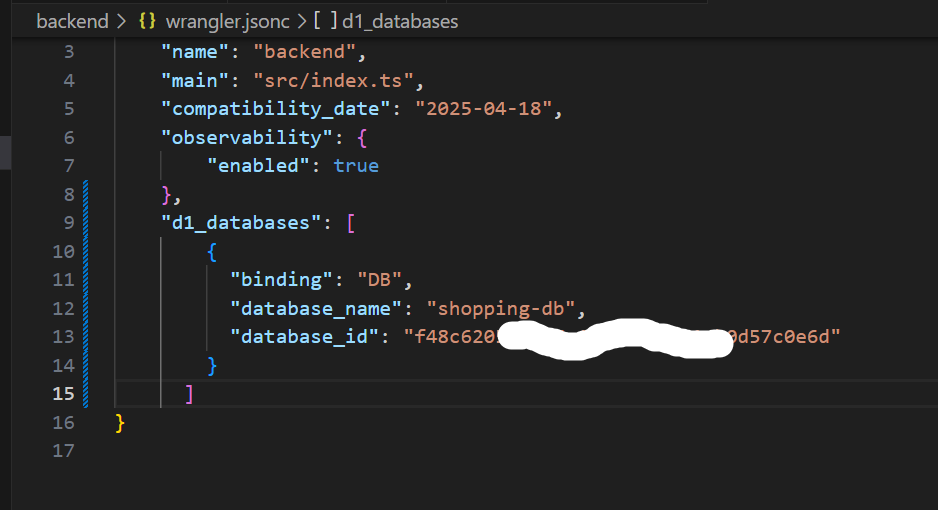 backend > {} wrangler.jsonc > [ ] d1_databases
3 "name": "backend",
4 "main": "src/index.ts",
5 "compatibility_date": "2025-04-18",
6 "observability": {
7 "enabled": true
8 },
9 "d1_databases": [
10 {
11 "binding": "DB",
12 "database_name": "shopping-db",
13 "database_id": "f48c620 d57c0e6d"
14 }
15 ]
16 }
17